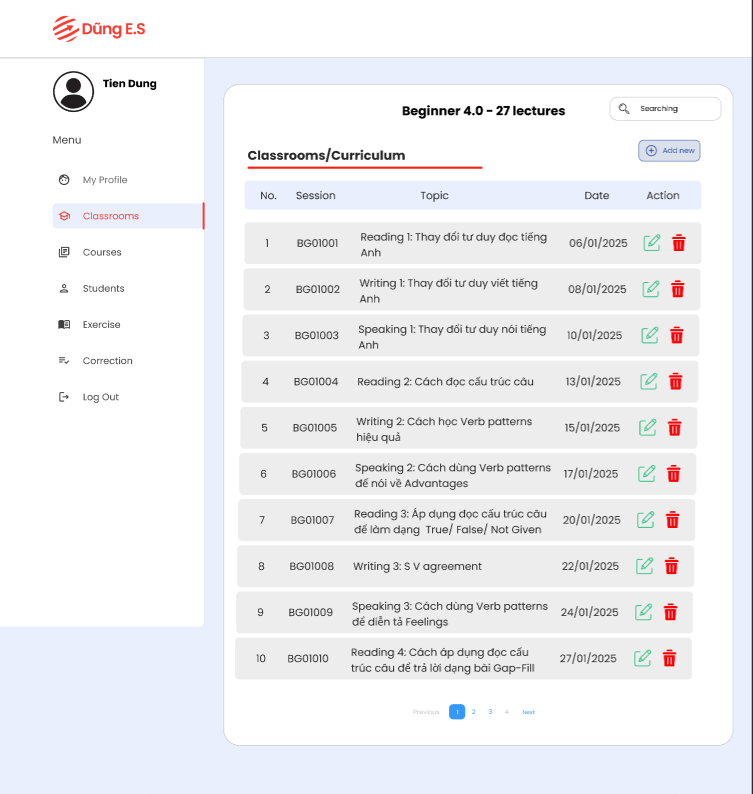 Dũng E.S
Tien Dung
Menu
My Profile
Classrooms
Courses
Students
Exercise
Correction
Log Out
Beginner 4.0 - 27 lectures
Searching
Classrooms/Curriculum
Add new
No. Session Topic Date Action
1 BG01001 Reading 1: Thay đổi tư duy đọc tiếng
Anh 06/01/2025
2 BG01002 Writing 1: Thay đổi tư duy viết tiếng
Anh 08/01/2025
3 BG01003 Speaking 1: Thay đổi tư duy nói tiếng
Anh 10/01/2025
4 BG01004 Reading 2: Cách đọc cấu trúc câu 13/01/2025
5 BG01005 Writing 2: Cách học Verb patterns
hiệu quả 15/01/2025
6 BG01006 Speaking 2: Cách dùng Verb patterns
để nói về Advantages 17/01/2025
7 BG01007 Reading 3: Áp dụng đọc cấu trúc câu
để làm dạng True/ False/ Not Given 20/01/2025
8 BG01008 Writing 3: S V agreement 22/01/2025
9 BG01009 Speaking 3: Cách dùng Verb patterns
để diễn tả Feelings 24/01/2025
10 BG01010 Reading 4: Cách áp dụng đọc cấu
trúc câu để trả lời dạng bài Gap-Fill 27/01/2025
Previous 1 2 3 4 Next